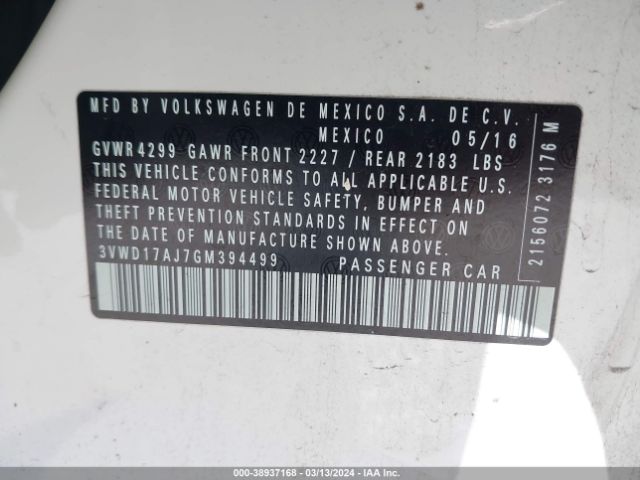 MFD BY VOLKSWAGEN DE MEXICO S.A. DE C.V.
MEXICO 05/16
GVWR 4299 GAWR FRONT 2227 / REAR 2183 LBS
THIS VEHICLE CONFORMS TO ALL APPLICABLE U.S.
FEDERAL MOTOR VEHICLE SAFETY, BUMPER AND
THEFT PREVENTION STANDARDS IN EFFECT ON
THE DATE OF MANUFACTURE SHOWN ABOVE.
3VWD17AJ7GM394499 PASSENGER CAR
2156072 3176 M
000-38937168 - 03/13/2024 - IAA Inc.